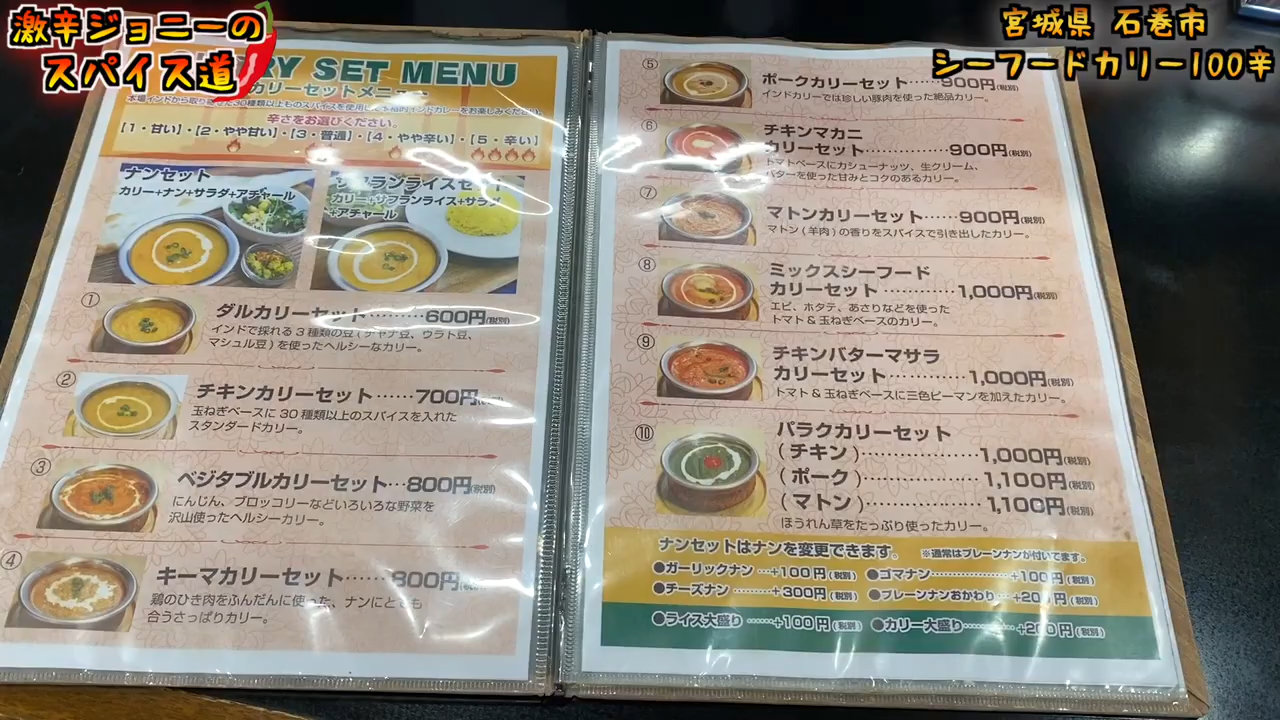 激辛ジョニーの
スパイス道
宮城県 石巻市
シーフードカリー100辛
RY SET MENU
カリーセットメニュー
辛さをお選びください。
【1・甘い】・【2・やや甘い】・【3・普通】・【4・やや辛い】・【5・辛い】
ナンセット
カリー+ナン+サラダ+アチャール
サフランライスセット
カリー+サフランライス+サラダ
+アチャール
① ダルカリーセット………600円(税別)
インドで採れる3種類の豆(チャナ豆、ウラト豆、
マシュル豆)を使ったヘルシーなカリー。
② チキンカリーセット……700円(税別)
玉ねぎベースに30種類以上のスパイスを入れた
スタンダードカリー。
③ ベジタブルカリーセット…800円(税別)
にんじん、ブロッコリーなどいろいろな野菜を
沢山使ったヘルシーカリー。
④ キーマカリーセット……800円(税別)
鶏のひき肉をふんだんに使った、ナンにとても
合うさっぱりカリー。
⑤ ポークカリーセット……900円(税別)
インドカリーでは珍しい豚肉を使った絶品カリー。
⑥ チキンマカニ
カリーセット…………900円(税別)
トマトベースにカシューナッツ、生クリーム、
バターを使った甘みとコクのあるカリー。
⑦ マトンカリーセット……900円(税別)
マトン(羊肉)の香りをスパイスで引き出したカリー。
⑧ ミックスシーフード
カリーセット…………1,000円(税別)
エビ、ホタテ、あさりなどを使った
トマト&玉ねぎベースのカリー。
⑨ チキンバターマサラ
カリーセット…………1,000円(税別)
トマト&玉ねぎベースに三色ピーマンを加えたカリー。
⑩ パラクカリーセット
(チキン)………………1,000円(税別)
(ポーク)………………1,100円(税別)
(マトン)………………1,100円(税別)
ほうれん草をたっぷり使ったカリー。
ナンセットはナンを変更できます。 ※通常はプレーンナンが付いてます。
●ガーリックナン…+100円(税別) ●ゴマナン…………+100円(税別)
●チーズナン………+300円(税別) ●プレーンナンおかわり…+200円(税別)
●ライス大盛り……+100円(税別) ●カリー大盛り………+200円(税別)